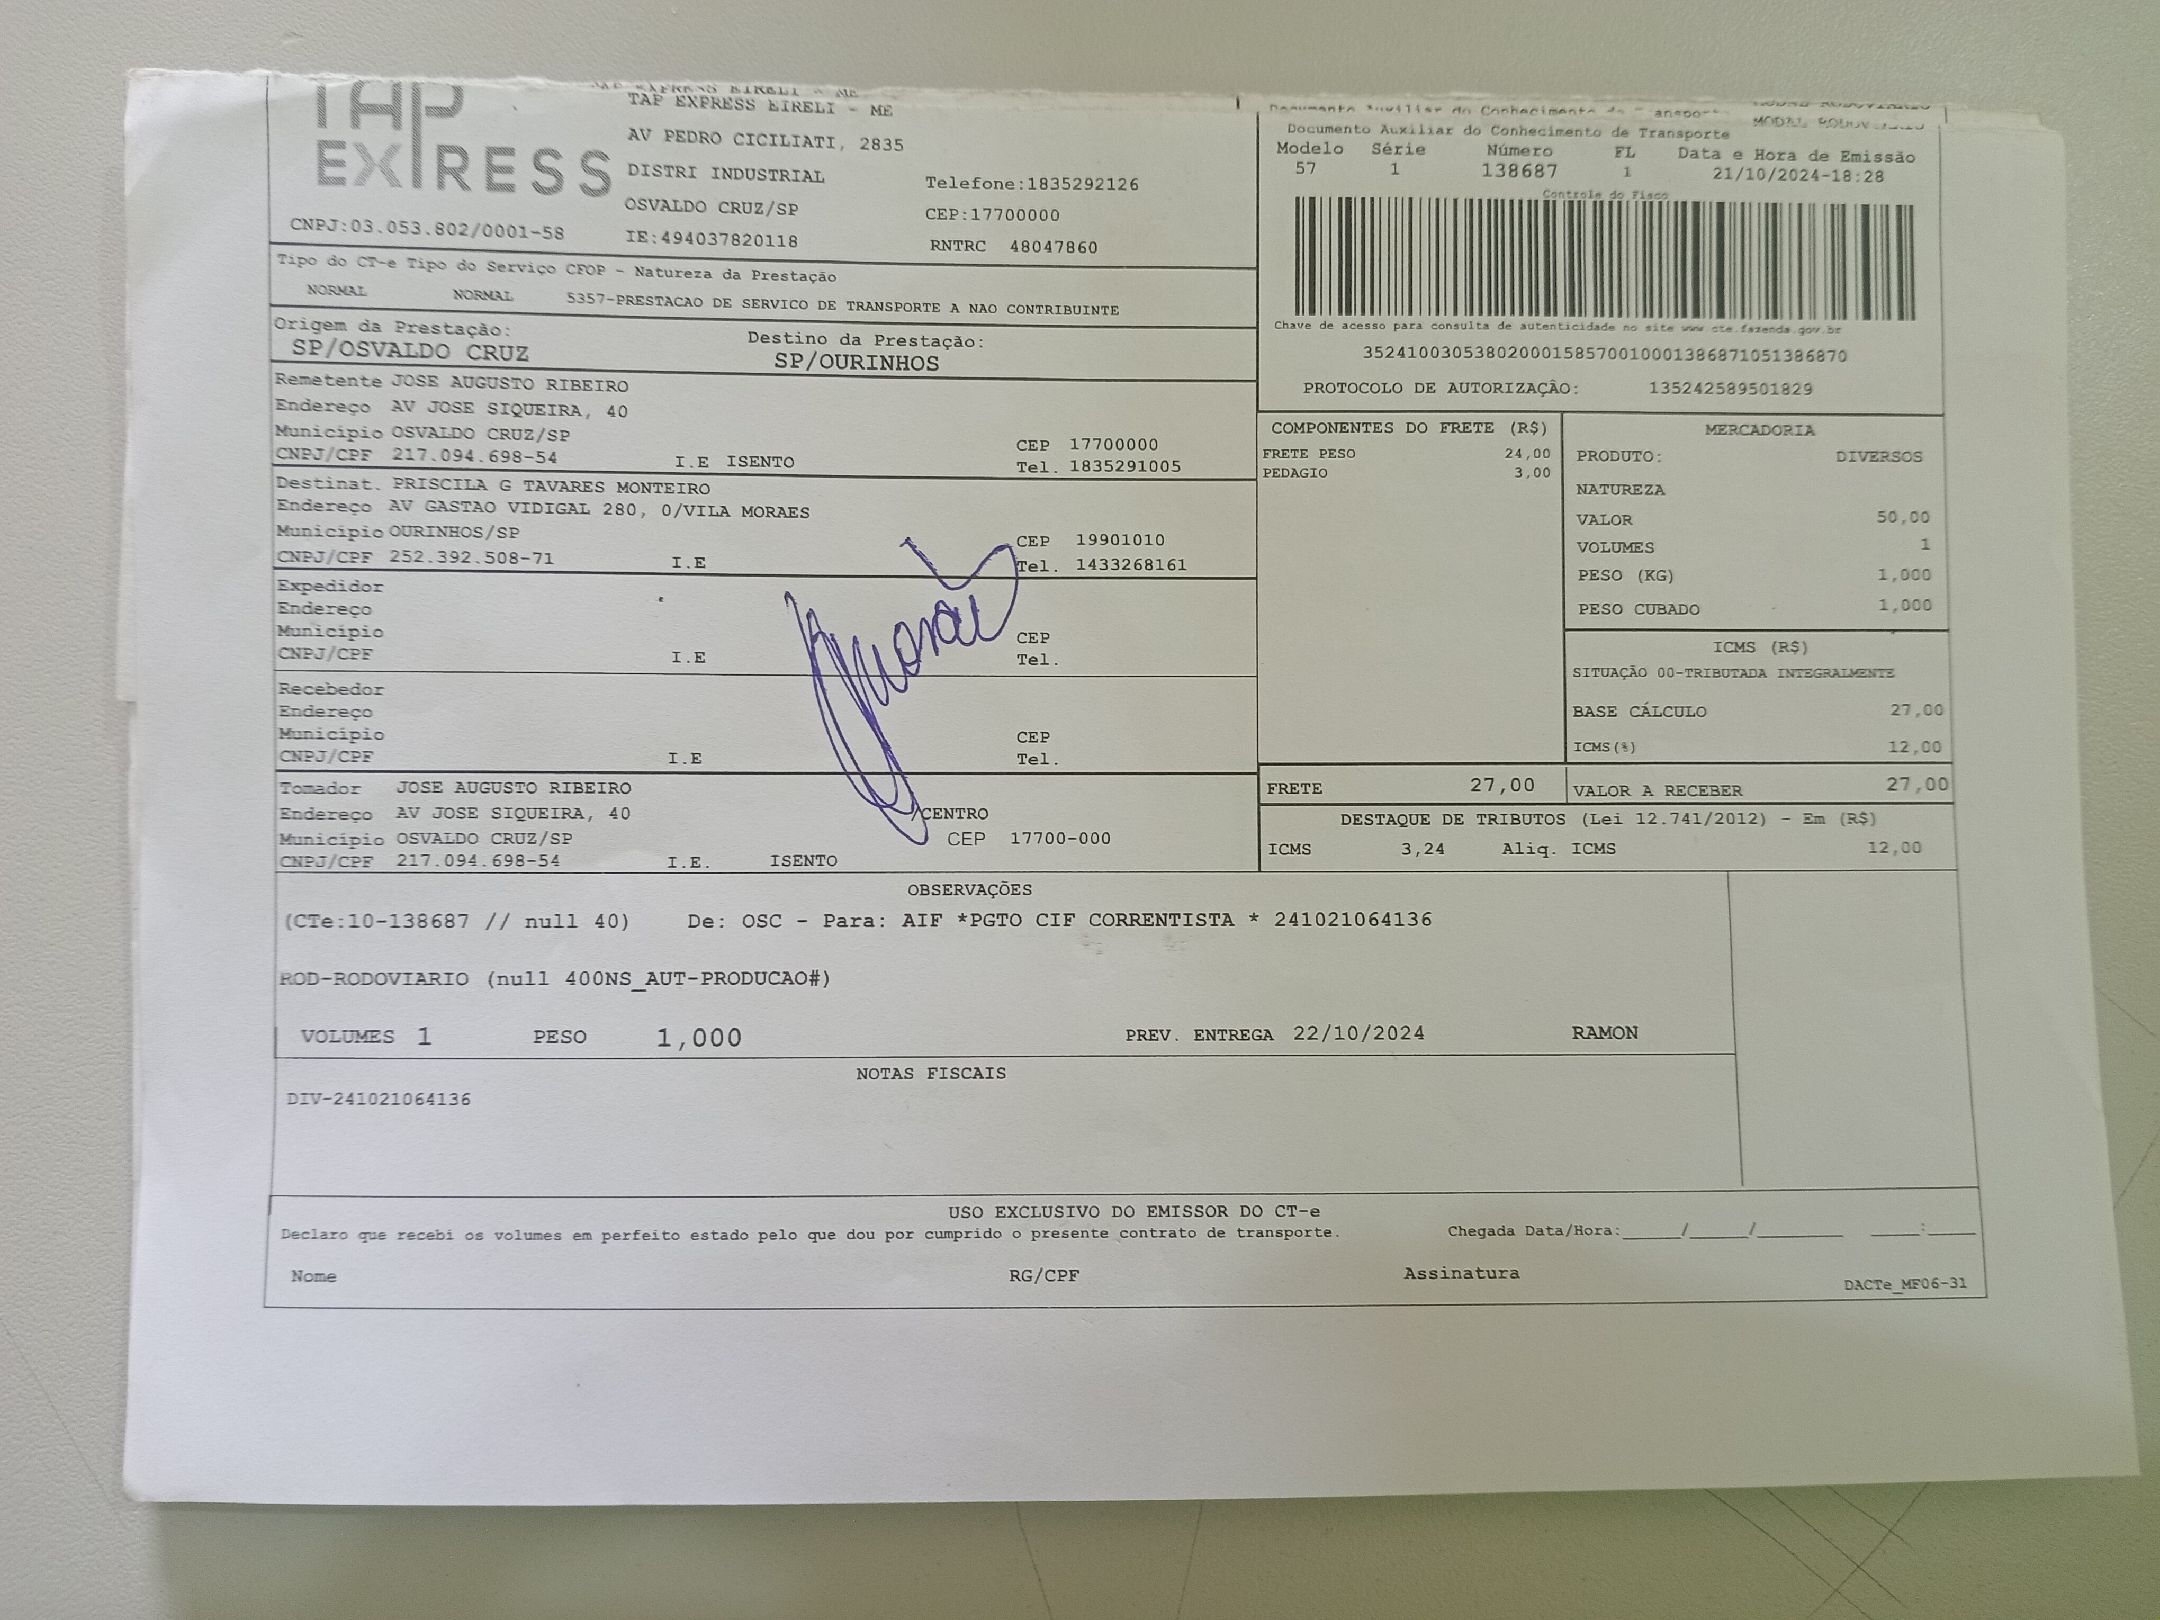 TAP
EXPRESS
TAP EXPRESS EIRELI - ME
AV PEDRO CICILIATI, 2835
DISTRI INDUSTRIAL
Telefone:1835292126
OSVALDO CRUZ/SP
CEP:17700000
CNPJ:03.053.802/0001-58
IE:494037820118
RNTRC 48047860
Documento Auxiliar do Conhecimento de Transporte
MODAL RODOVIARIO
Modelo Série Número FL Data e Hora de Emissão
57 1 138687 1 21/10/2024-18:28
Controle do Fisco
Chave de acesso para consulta de autenticidade no site www.cte.fazenda.gov.br
35241003053802000158570010001386871051386870
PROTOCOLO DE AUTORIZAÇÃO: 135242589501829
Tipo do CT-e Tipo do Serviço CFOP - Natureza da Prestação
NORMAL NORMAL 5357-PRESTACAO DE SERVICO DE TRANSPORTE A NAO CONTRIBUINTE
Origem da Prestação: Destino da Prestação:
SP/OSVALDO CRUZ SP/OURINHOS
Remetente JOSE AUGUSTO RIBEIRO
Endereço AV JOSE SIQUEIRA, 40
Município OSVALDO CRUZ/SP CEP 17700000
CNPJ/CPF 217.094.698-54 I.E ISENTO Tel. 1835291005
Destinat. PRISCILA G TAVARES MONTEIRO
Endereço AV GASTAO VIDIGAL 280, 0/VILA MORAES
Município OURINHOS/SP CEP 19901010
CNPJ/CPF 252.392.508-71 I.E Tel. 1433268161
Expedidor
Endereço
Município CEP
CNPJ/CPF I.E Tel.
Recebedor
Endereço
Município CEP
CNPJ/CPF I.E Tel.
Tomador JOSE AUGUSTO RIBEIRO
Endereço AV JOSE SIQUEIRA, 40 /CENTRO
Município OSVALDO CRUZ/SP CEP 17700-000
CNPJ/CPF 217.094.698-54 I.E. ISENTO
COMPONENTES DO FRETE (R$)
FRETE PESO 24,00
PEDAGIO 3,00
MERCADORIA
PRODUTO: DIVERSOS
NATUREZA
VALOR 50,00
VOLUMES 1
PESO (KG) 1,000
PESO CUBADO 1,000
ICMS (R$)
SITUAÇÃO 00-TRIBUTADA INTEGRALMENTE
BASE CÁLCULO 27,00
ICMS(%) 12,00
FRETE 27,00 VALOR A RECEBER 27,00
DESTAQUE DE TRIBUTOS (Lei 12.741/2012) - Em (R$)
ICMS 3,24 Aliq. ICMS 12,00
OBSERVAÇÕES
(CTe:10-138687 // null 40) De: OSC - Para: AIF *PGTO CIF CORRENTISTA * 241021064136
ROD-RODOVIARIO (null 400NS_AUT-PRODUCAO#)
VOLUMES 1 PESO 1,000 PREV. ENTREGA 22/10/2024 RAMON
NOTAS FISCAIS
DIV-241021064136
USO EXCLUSIVO DO EMISSOR DO CT-e
Declaro que recebi os volumes em perfeito estado pelo que dou por cumprido o presente contrato de transporte. Chegada Data/Hora:_____/_____/________ ____:____
Nome RG/CPF Assinatura
DACTe_MF06-31